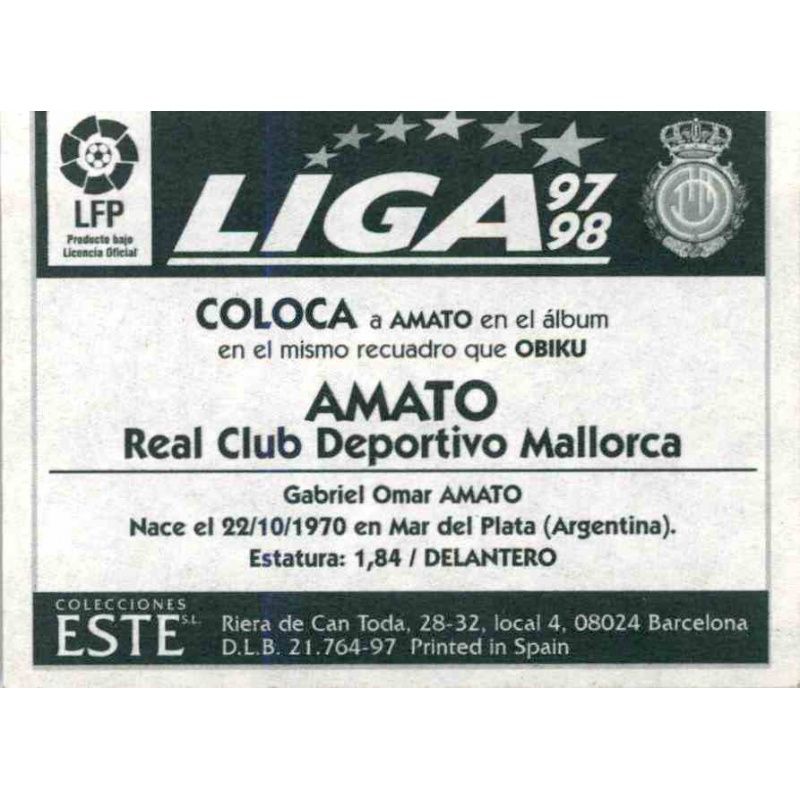 LFP
Producto bajo
Licencia Oficial
LIGA 97
98
COLOCA a AMATO en el álbum
en el mismo recuadro que OBIKU
AMATO
Real Club Deportivo Mallorca
Gabriel Omar AMATO
Nace el 22/10/1970 en Mar del Plata (Argentina).
Estatura: 1,84 / DELANTERO
COLECCIONES
ESTE S.L.
Riera de Can Toda, 28-32, local 4, 08024 Barcelona
D.L.B. 21.764-97 Printed in Spain